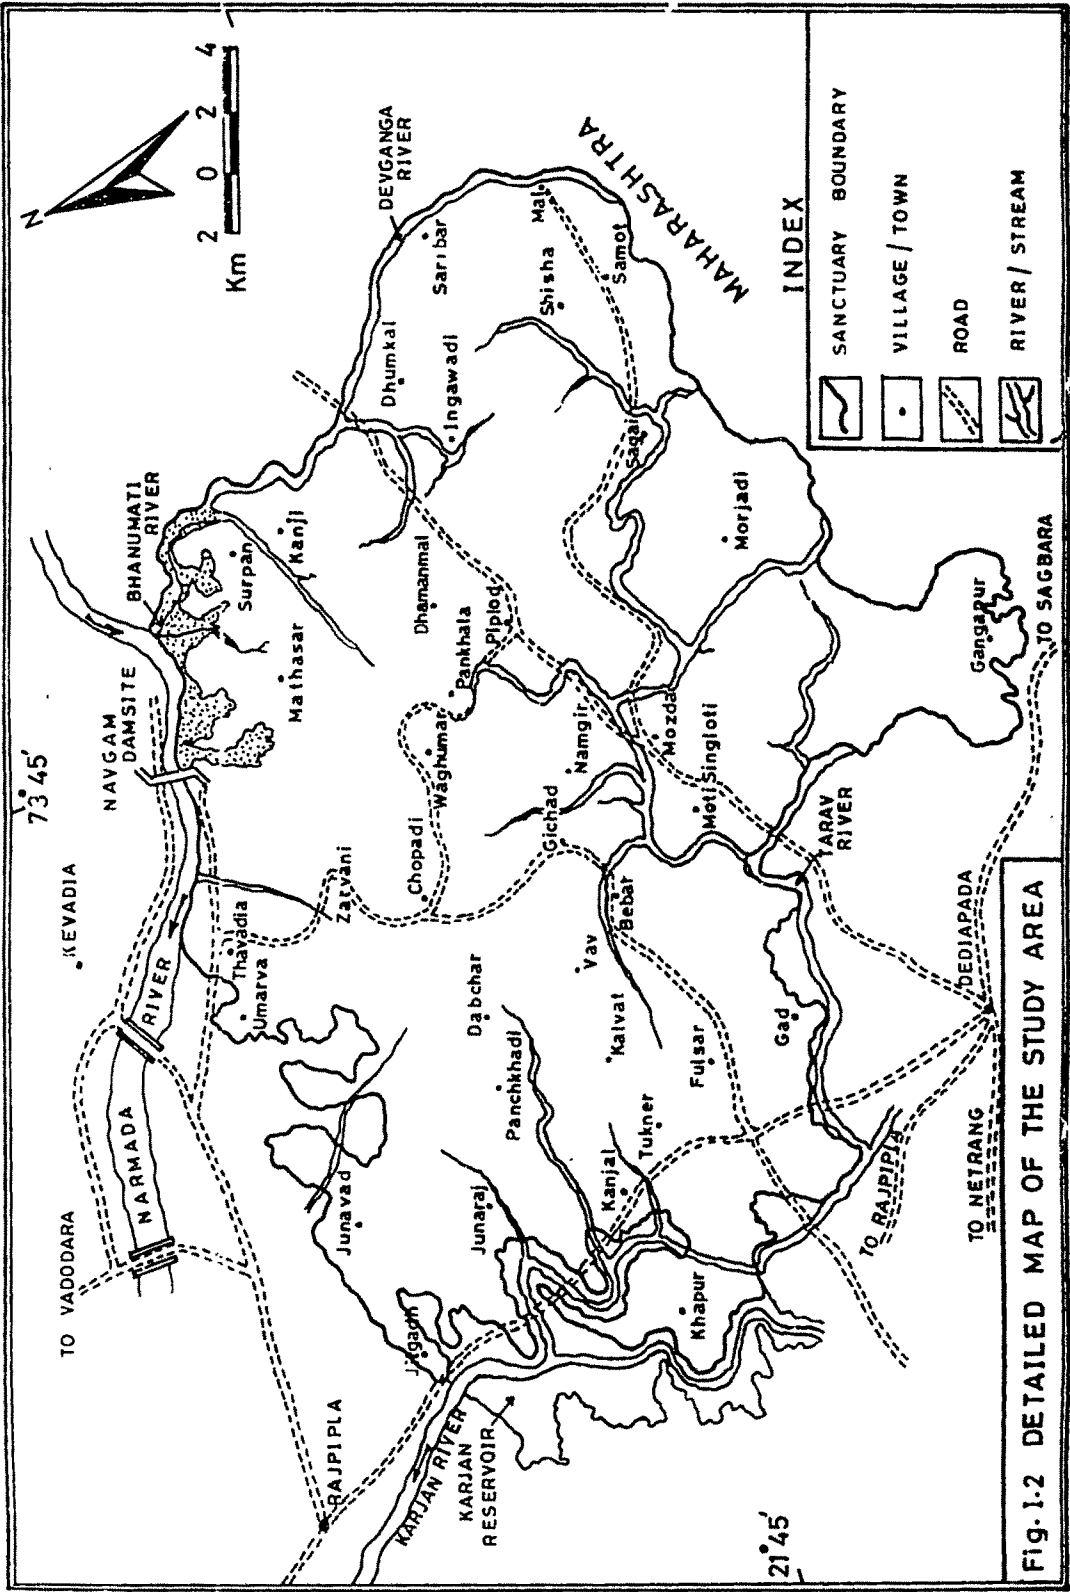 N
2 0 2 4
Km
73°45'
21°45'
TO VADODARA
KEVADIA
NAVGAM
DAMSITE
BHANUMATI
RIVER
DEVGANGA
RIVER
NARMADA
RIVER
RAJPIPLA
Thavadia
Umarva
Zarvani
Mathasar
Surpan
Kanji
Dhumkal
Saribar
Ingawadi
Mal
Shisha
Samot
MAHARASHTRA
Junavad
Jitgadh
Junaraj
Dabchar
Panchkhadi
Chopadi
Waghumar
Pankhala
Dhamanmal
Piplod
Gichad
Namgir
Sagai
Vav
Bebar
Kalvat
Tukner
Kanjal
Khapur
Fulsar
Mozda
Moti Singloti
Morjadi
Gad
TARAV
RIVER
Gangapur
KARJAN RIVER
KARJAN
RESERVOIR
TO RAJPIPLA
TO NETRANG
DEDIAPADA
TO SAGBARA
INDEX
SANCTUARY BOUNDARY
VILLAGE / TOWN
ROAD
RIVER / STREAM
Fig. 1.2 DETAILED MAP OF THE STUDY AREA